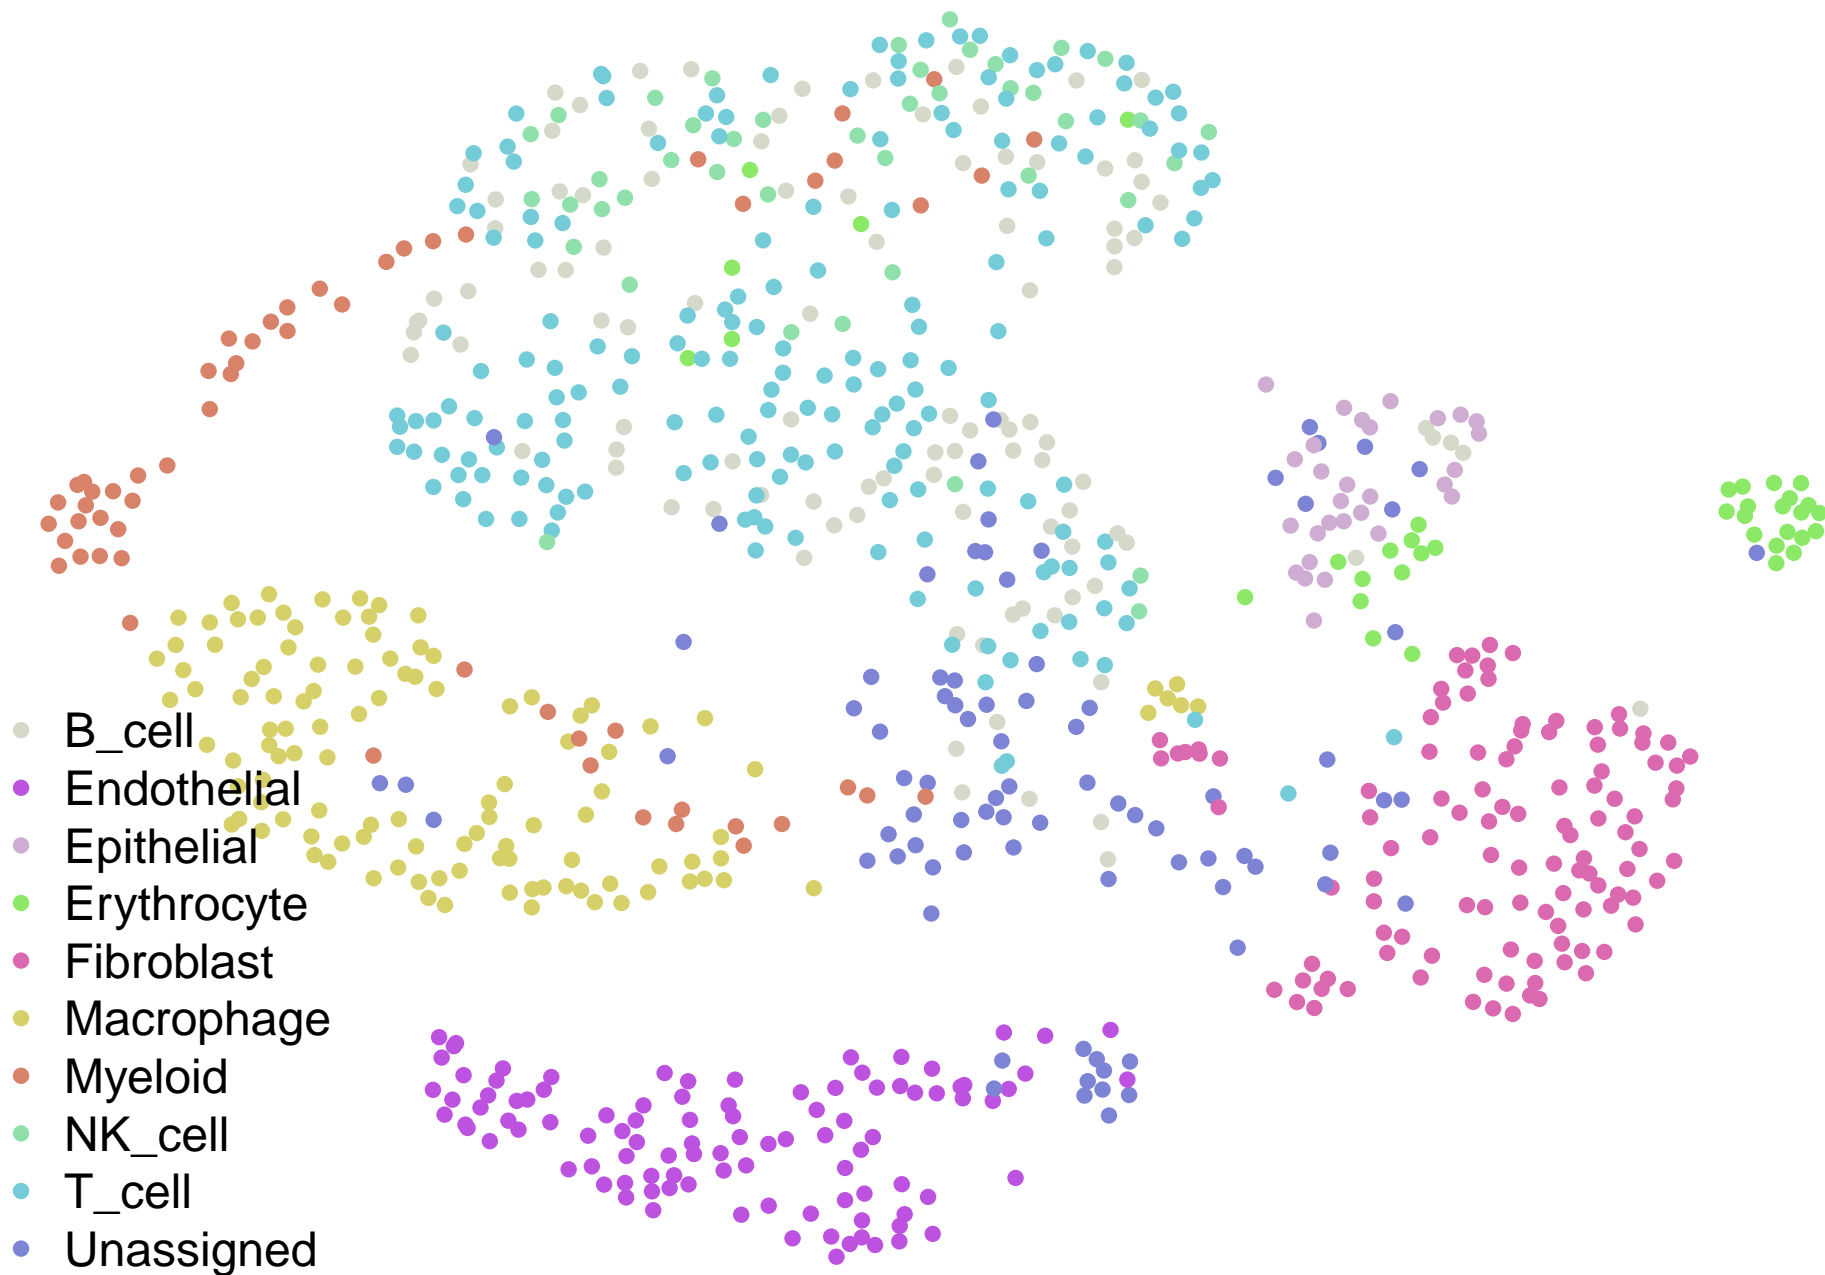 B_cell
Endothelial
Epithelial
Erythrocyte
Fibroblast
Macrophage
Myeloid
NK_cell
T_cell
Unassigned